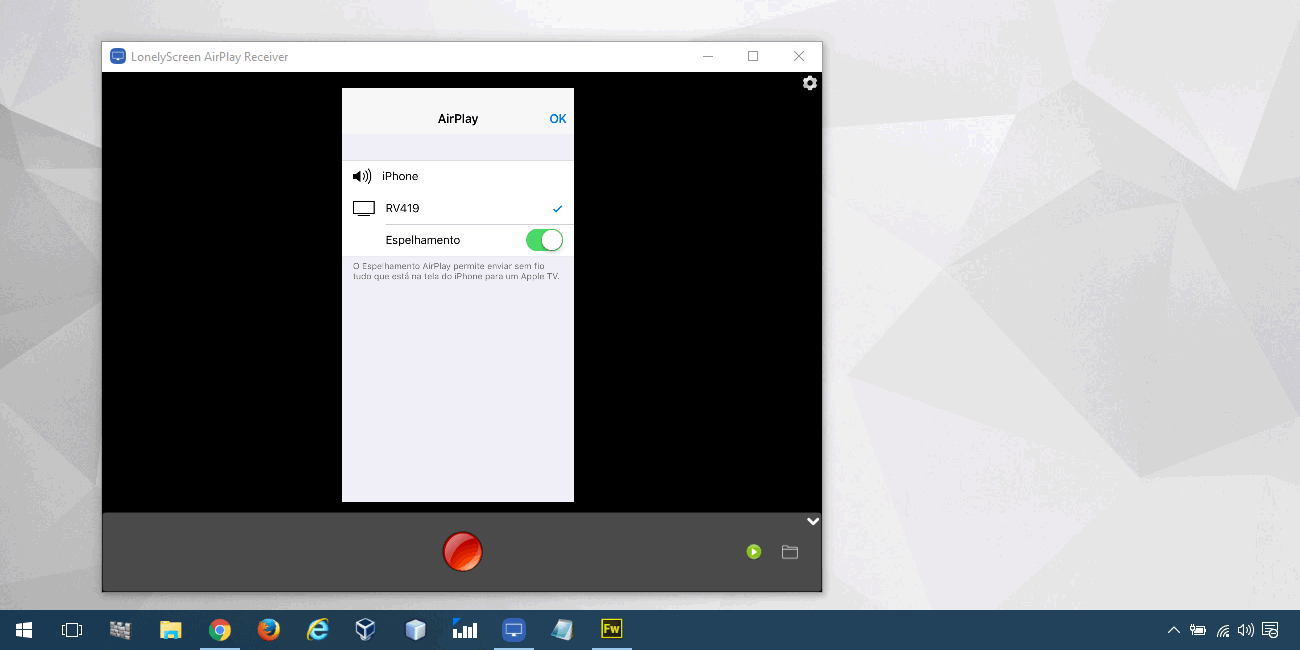 LonelyScreen AirPlay Receiver
AirPlay
OK
iPhone
RV419
Espelhamento
O Espelhamento AirPlay permite enviar sem fio
tudo que está na tela do iPhone para um Apple TV.
Fw